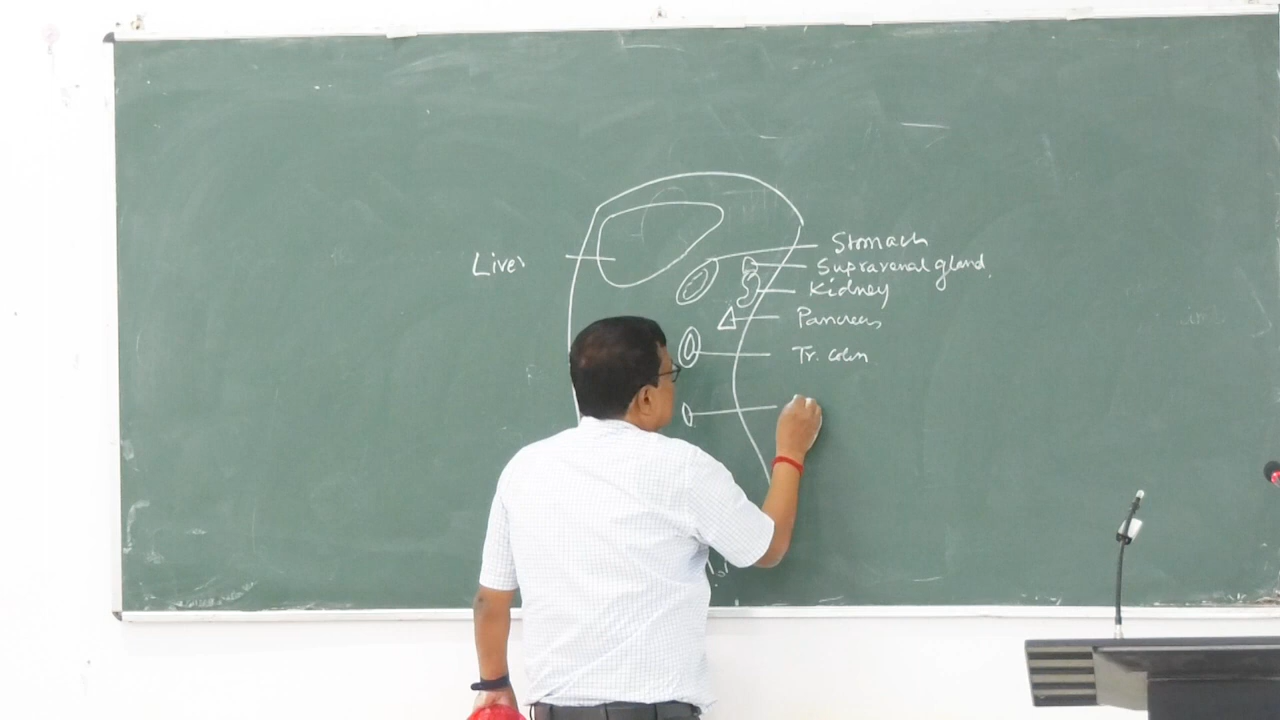 Liver
Stomach
Suprarenal gland.
Kidney
Pancreas
Tr. colon